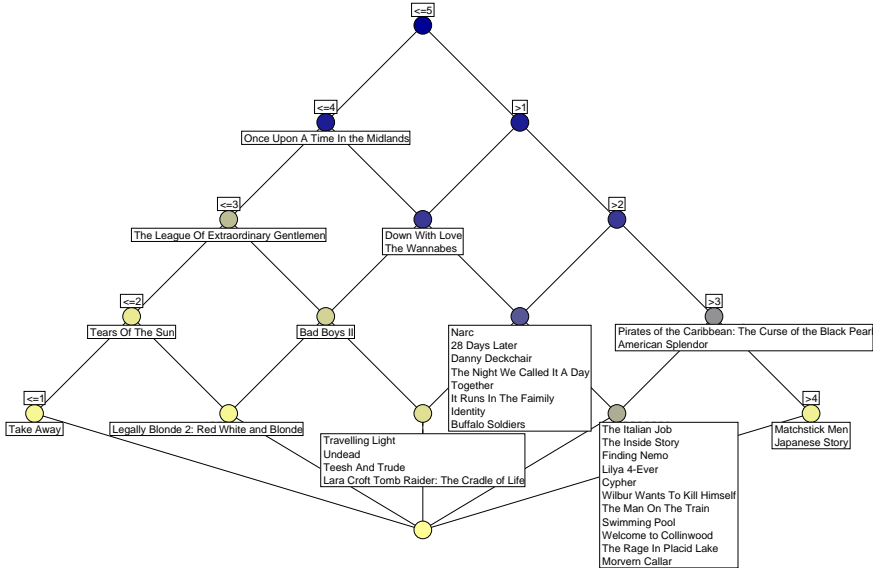 <=5
<=4
>1
Once Upon A Time In the Midlands
<=3
>2
The League Of Extraordinary Gentlemen
Down With Love
The Wannabes
<=2
>3
Tears Of The Sun
Bad Boys II
Narc
28 Days Later
Danny Deckchair
The Night We Called It A Day
Together
It Runs In The Faimily
Identity
Buffalo Soldiers
Pirates of the Caribbean: The Curse of the Black Pearl
American Splendor
<=1
>4
Take Away
Legally Blonde 2: Red White and Blonde
Travelling Light
Undead
Teesh And Trude
Lara Croft Tomb Raider: The Cradle of Life
The Italian Job
The Inside Story
Finding Nemo
Lilya 4-Ever
Cypher
Wilbur Wants To Kill Himself
The Man On The Train
Swimming Pool
Welcome to Collinwood
The Rage In Placid Lake
Morvern Callar
Matchstick Men
Japanese Story